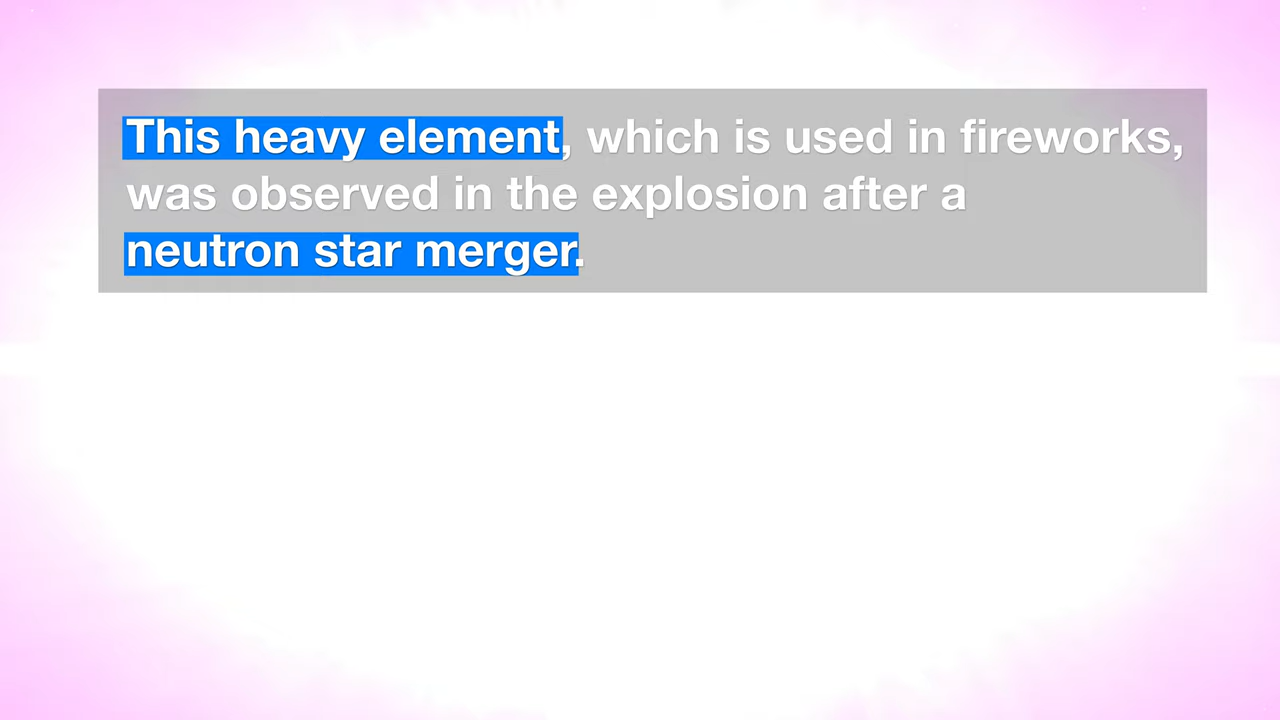 This heavy element, which is used in fireworks,
was observed in the explosion after a
neutron star merger.